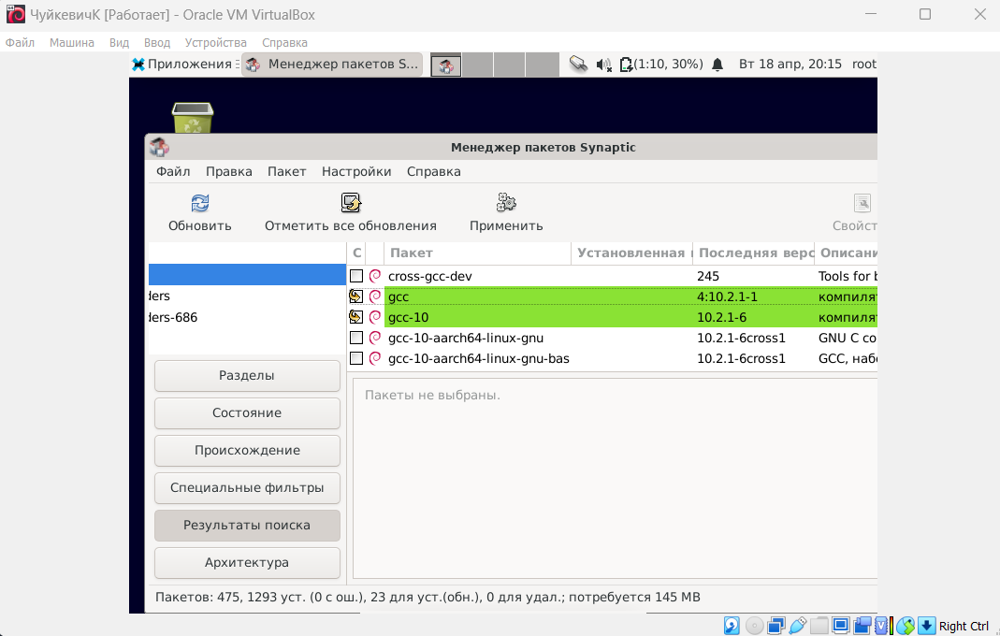 ЧуйкевичК [Работает] - Oracle VM VirtualBox
Файл Машина Вид Ввод Устройства Справка
Приложения Менеджер пакетов S... (1:10, 30%) Вт 18 апр, 20:15 root
Менеджер пакетов Synaptic
Файл Правка Пакет Настройки Справка
Обновить Отметить все обновления Применить Свойст
С Пакет Установленная Последняя верс Описани
cross-gcc-dev 245 Tools for b
ders gcc 4:10.2.1-1 компилят
ders-686 gcc-10 10.2.1-6 компилят
gcc-10-aarch64-linux-gnu 10.2.1-6cross1 GNU C co
gcc-10-aarch64-linux-gnu-bas 10.2.1-6cross1 GCC, набо
Разделы
Пакеты не выбраны.
Состояние
Происхождение
Специальные фильтры
Результаты поиска
Архитектура
Пакетов: 475, 1293 уст. (0 с ош.), 23 для уст.(обн.), 0 для удал.; потребуется 145 MB
Right Ctrl